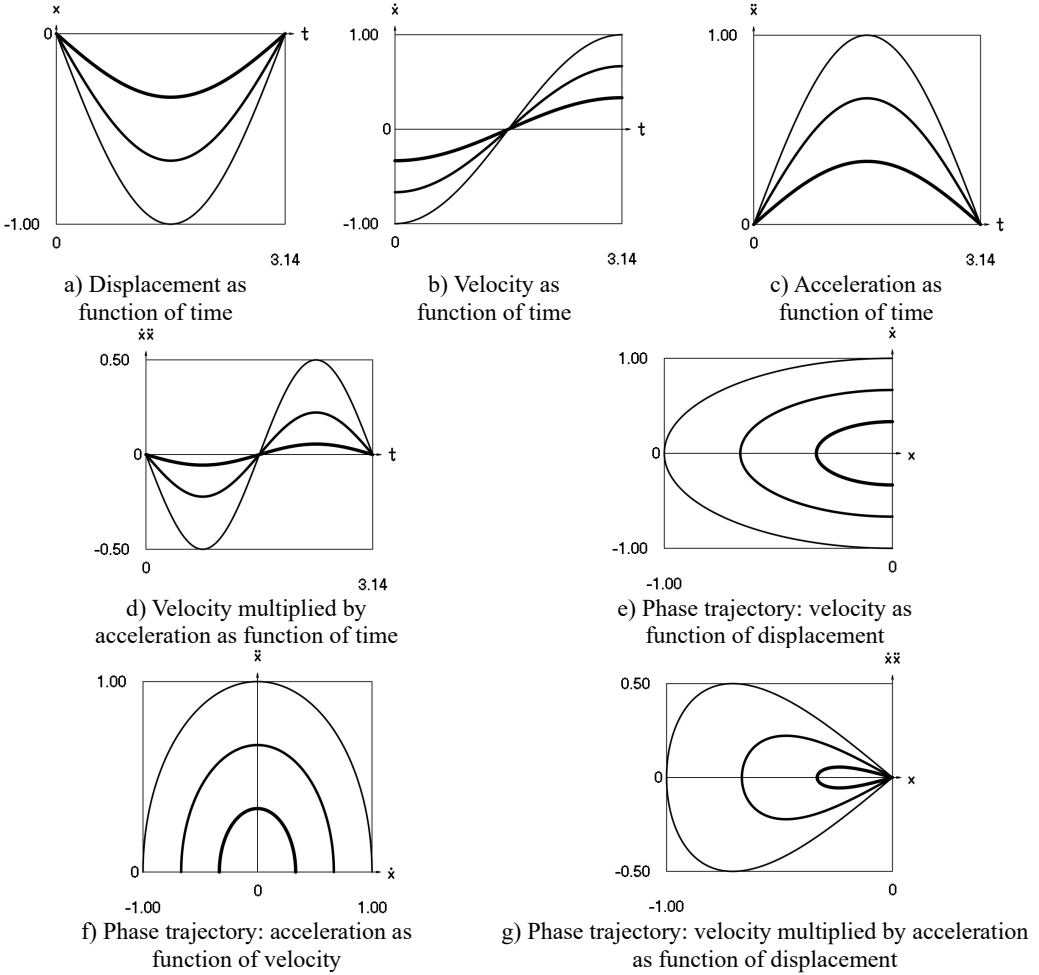 x
0
t
-1.00
0
3.14
a) Displacement as
function of time
ẋ
1.00
0
t
-1.00
0
3.14
b) Velocity as
function of time
ẍ
1.00
0
t
0
3.14
c) Acceleration as
function of time
ẋẍ
0.50
0
t
-0.50
0
3.14
d) Velocity multiplied by
acceleration as function of time
ẋ
1.00
0
x
-1.00
0
-1.00
e) Phase trajectory: velocity as
function of displacement
ẍ
1.00
0
ẋ
0
-1.00 1.00
f) Phase trajectory: acceleration as
function of velocity
ẋẍ
0.50
0
x
-0.50
0
-1.00
g) Phase trajectory: velocity multiplied by acceleration
as function of displacement